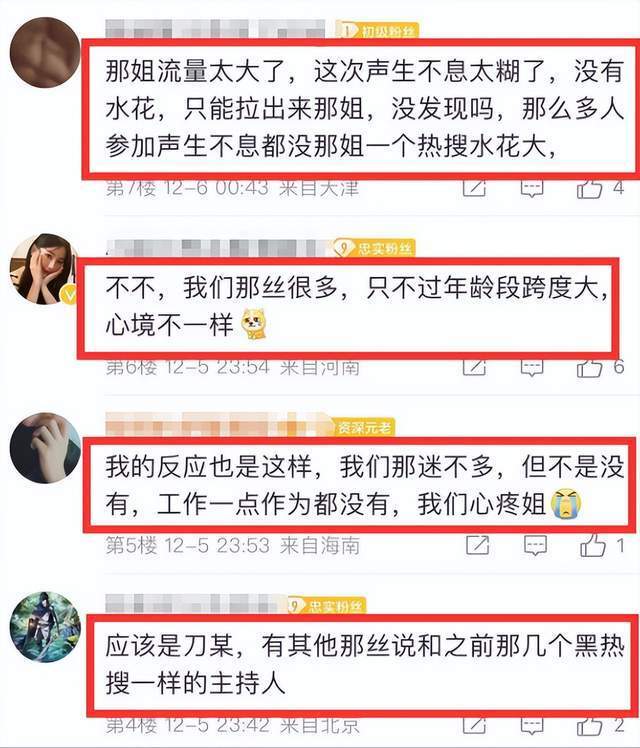 1 初级粉丝
那姐流量太大了，这次声生不息太糊了，没有
水花，只能拉出来那姐，没发现吗，那么多人
参加声生不息都没那姐一个热搜水花大，
第7楼 12-6 00:43 来自天津
4
9 忠实粉丝
不不，我们那丝很多，只不过年龄段跨度大，
心境不一样
第6楼 12-5 23:54 来自河南
6
资深元老
我的反应也是这样，我们那迷不多，但不是没
有，工作一点作为都没有，我们心疼姐
第5楼 12-5 23:53 来自海南
1
9 忠实粉丝
应该是刀某，有其他那丝说和之前那几个黑热
搜一样的主持人
第4楼 12-5 23:42 来自北京
2